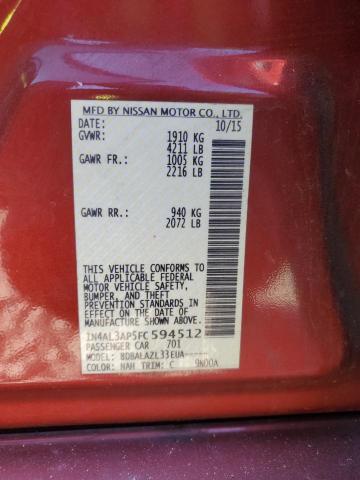 MFD BY NISSAN MOTOR CO., LTD.
DATE: 10/15
GVWR: 1910 KG
4211 LB
GAWR FR: 1005 KG
2216 LB
GAWR RR: 940 KG
2072 LB
THIS VEHICLE CONFORMS TO ALL
APPLICABLE FEDERAL MOTOR VEHICLE SAFETY,
BUMPER, AND THEFT
PREVENTION STANDARDS IN
EFFECT ON THE DATE OF
MANUFACTURE SHOWN ABOVE.
1N4AL3AP5FC594512
PASSENGER CAR 701
MODEL: BDBALAZL33EUA-----
COLOR: NAH TRIM: C 9N00A